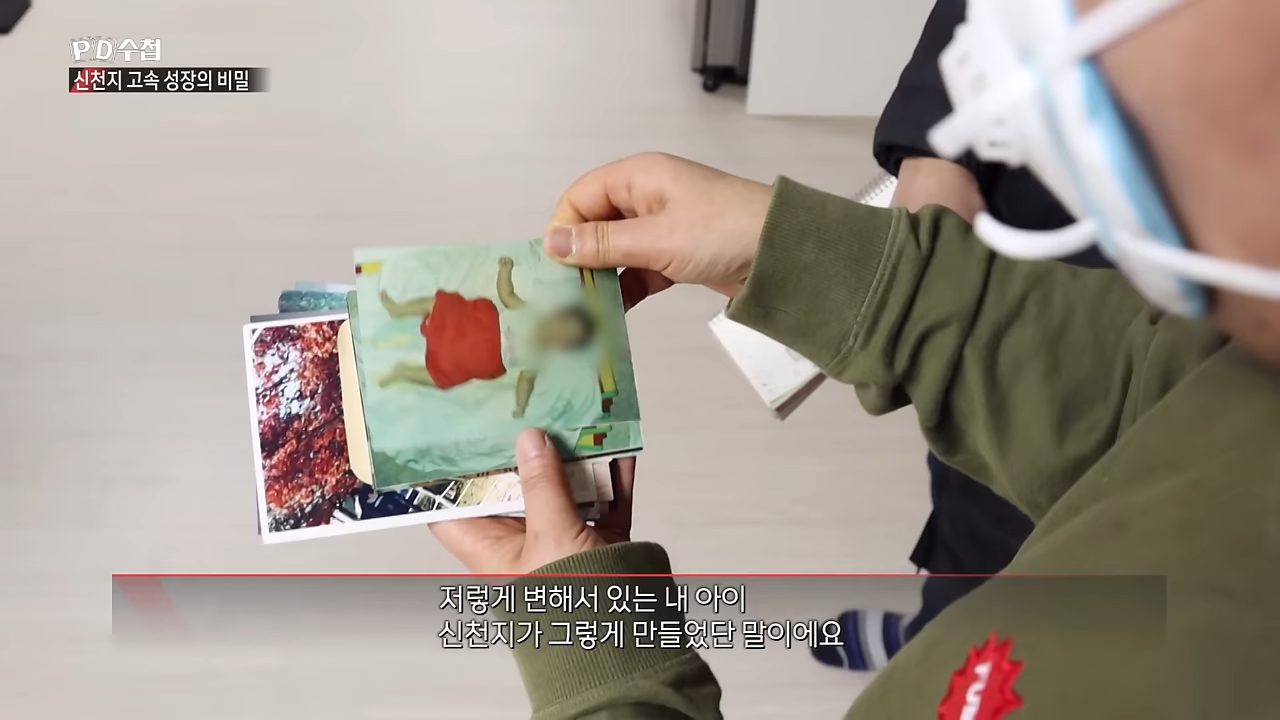 PD수첩
신천지 고속 성장의 비밀
저렇게 변해서 있는 내 아이
신천지가 그렇게 만들었단 말이에요